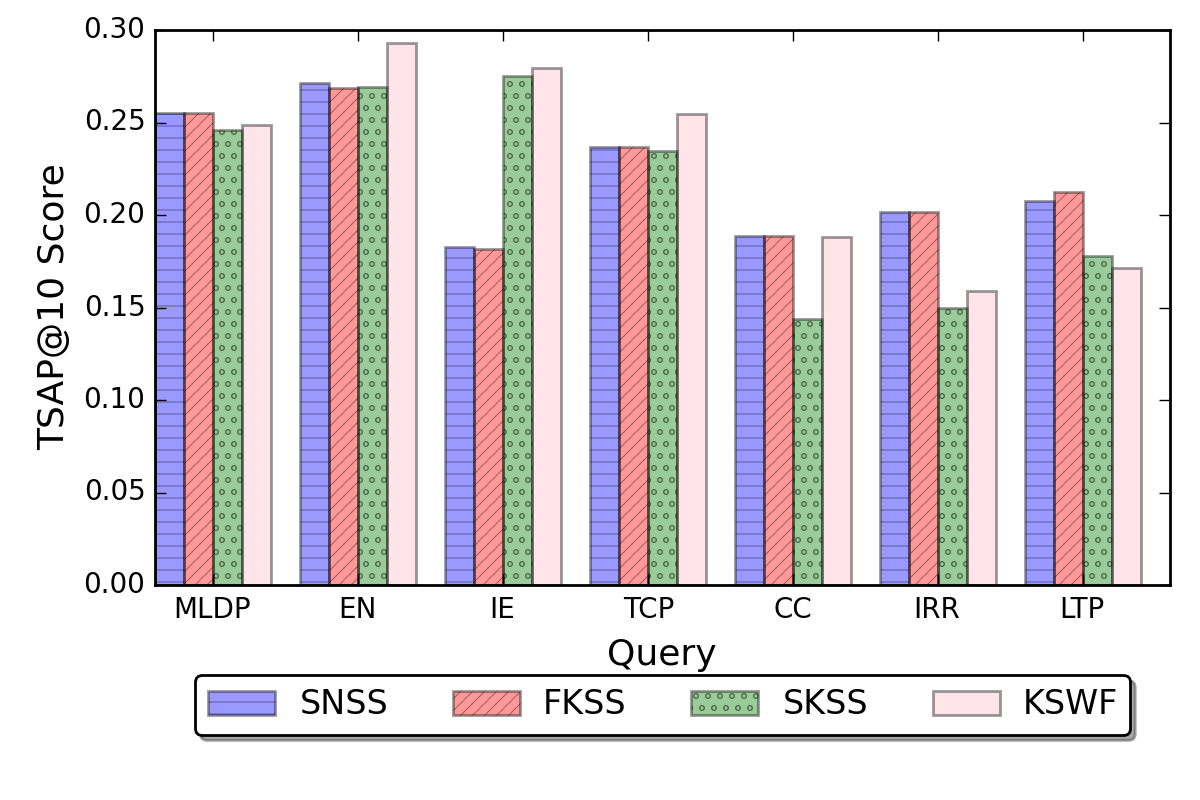 0.30
0.25
0.20
0.15
0.10
0.05
0.00
TSAP@10 Score
MLDP EN IE TCP CC IRR LTP
Query
SNSS FKSS SKSS KSWF